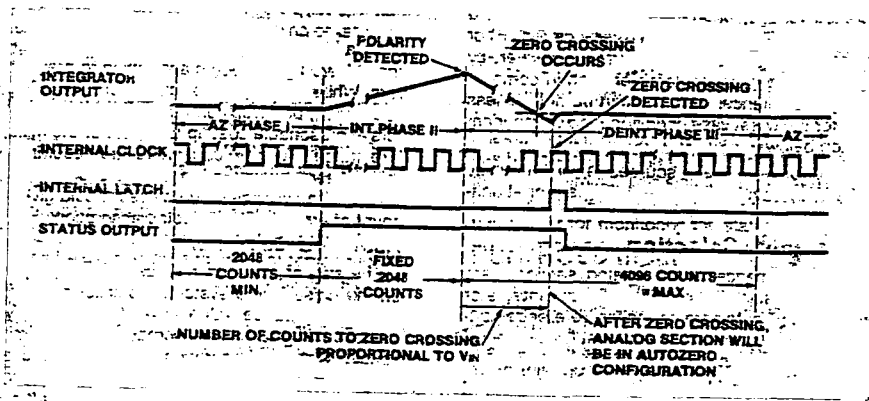 POLARITY
DETECTED
ZERO CROSSING
OCCURS
INTEGRATOR
OUTPUT
ZERO CROSSING
DETECTED
AZ PHASE I
INT PHASE II
DEINT PHASE III
AZ
INTERNAL CLOCK
INTERNAL LATCH
STATUS OUTPUT
2048
COUNTS
MIN.
FIXED
2048
COUNTS
4096 COUNTS
MAX
NUMBER OF COUNTS TO ZERO CROSSING
PROPORTIONAL TO VIN
AFTER ZERO CROSSING,
ANALOG SECTION WILL
BE IN AUTOZERO
CONFIGURATION